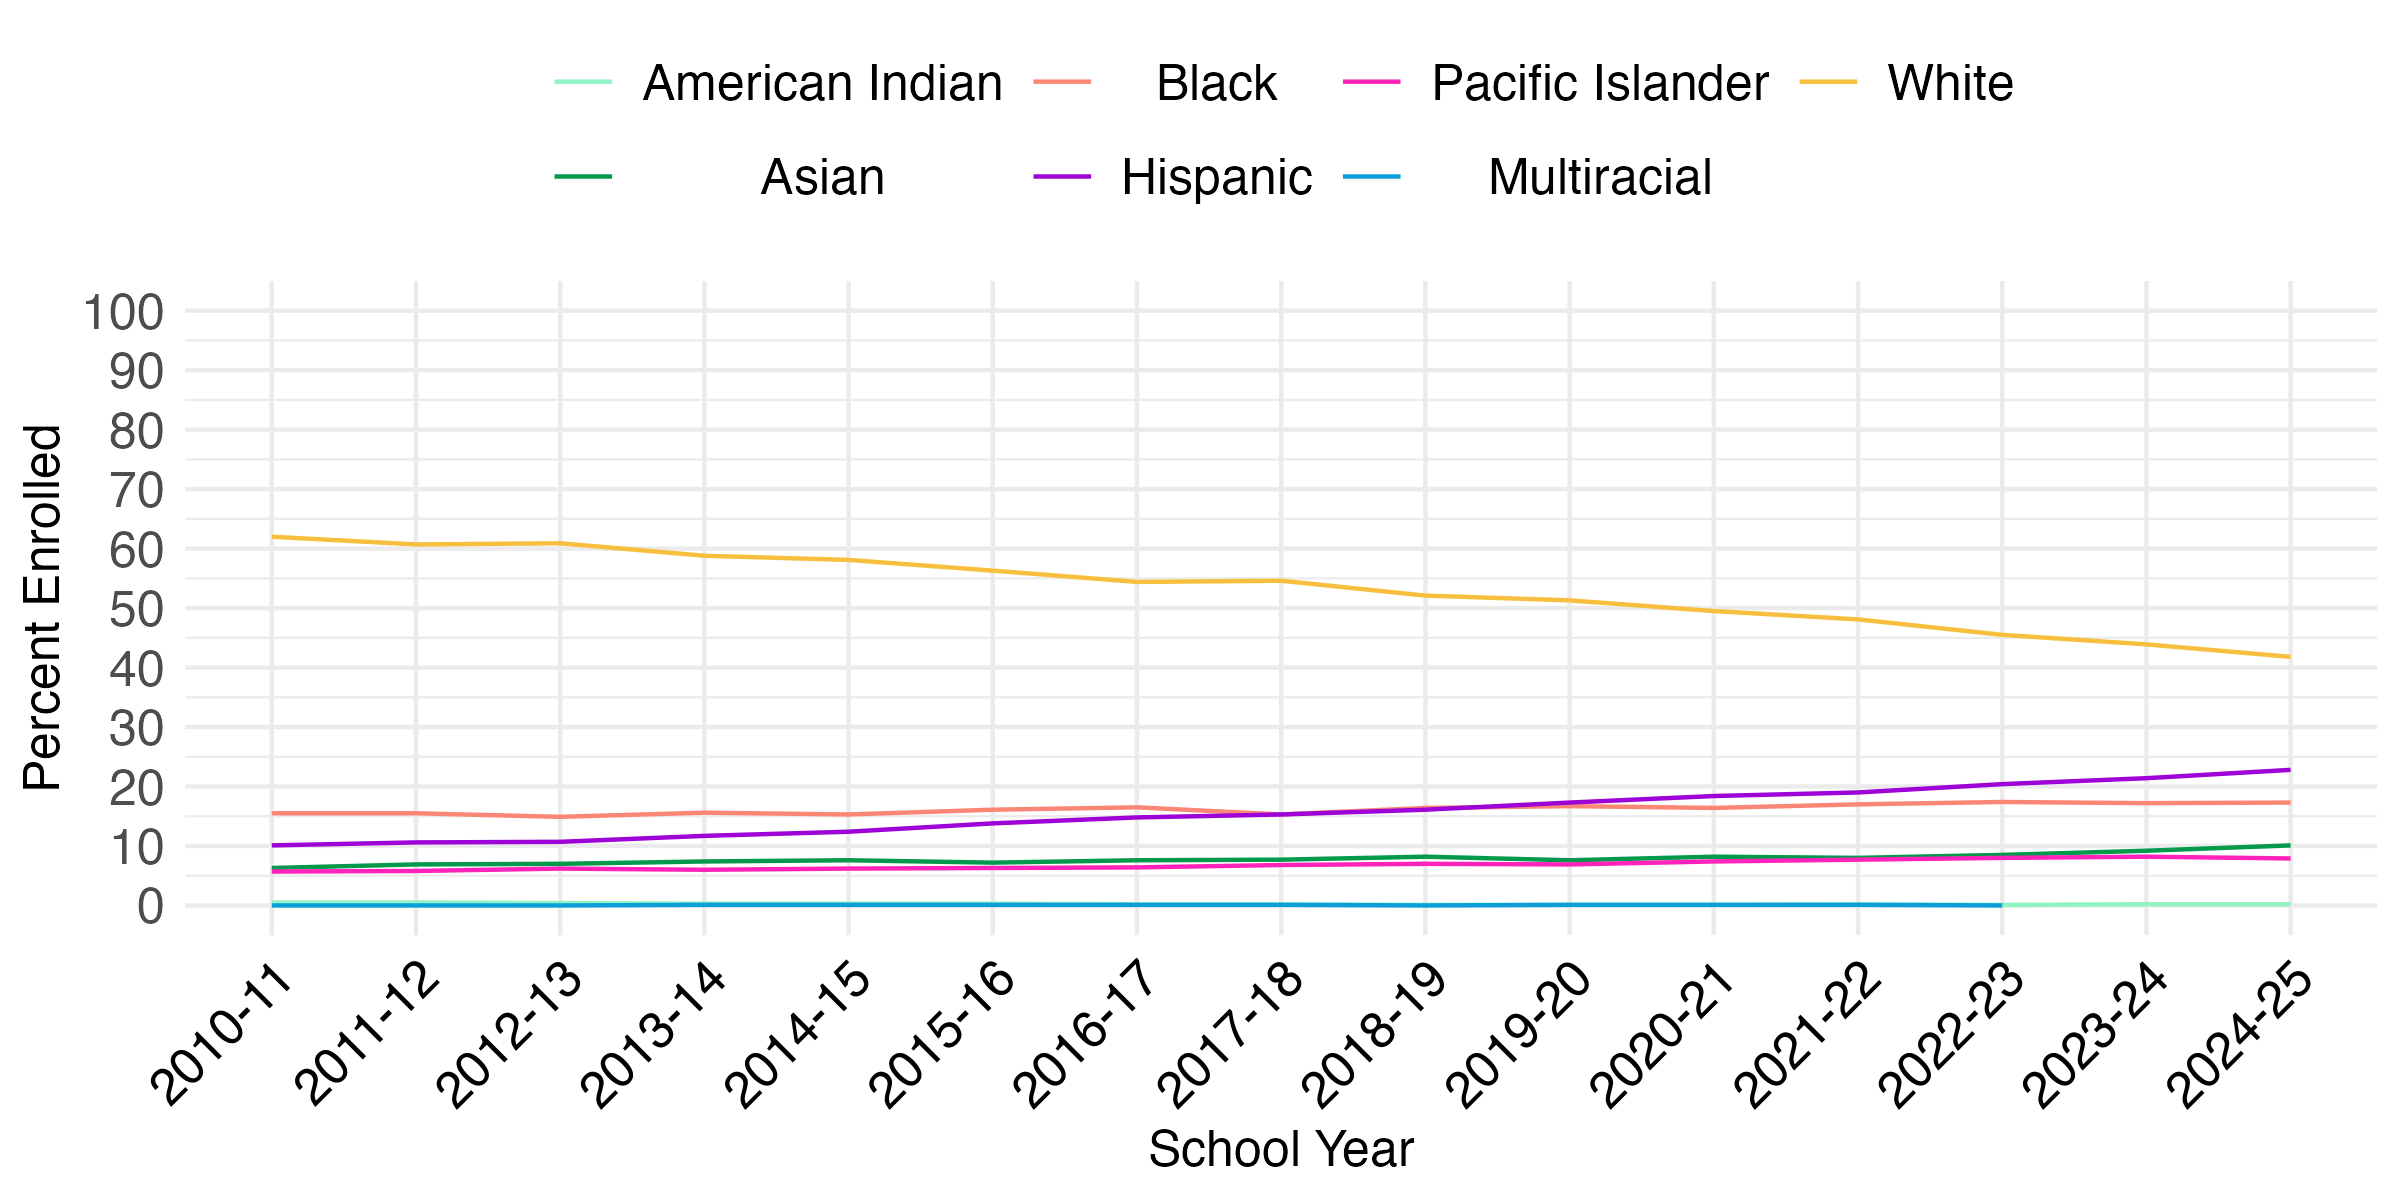 American Indian Black Pacific Islander White
Asian Hispanic Multiracial
100
90
80
70
60
50
40
30
20
10
0
Percent Enrolled
2010-11 2011-12 2012-13 2013-14 2014-15 2015-16 2016-17 2017-18 2018-19 2019-20 2020-21 2021-22 2022-23 2023-24 2024-25
School Year